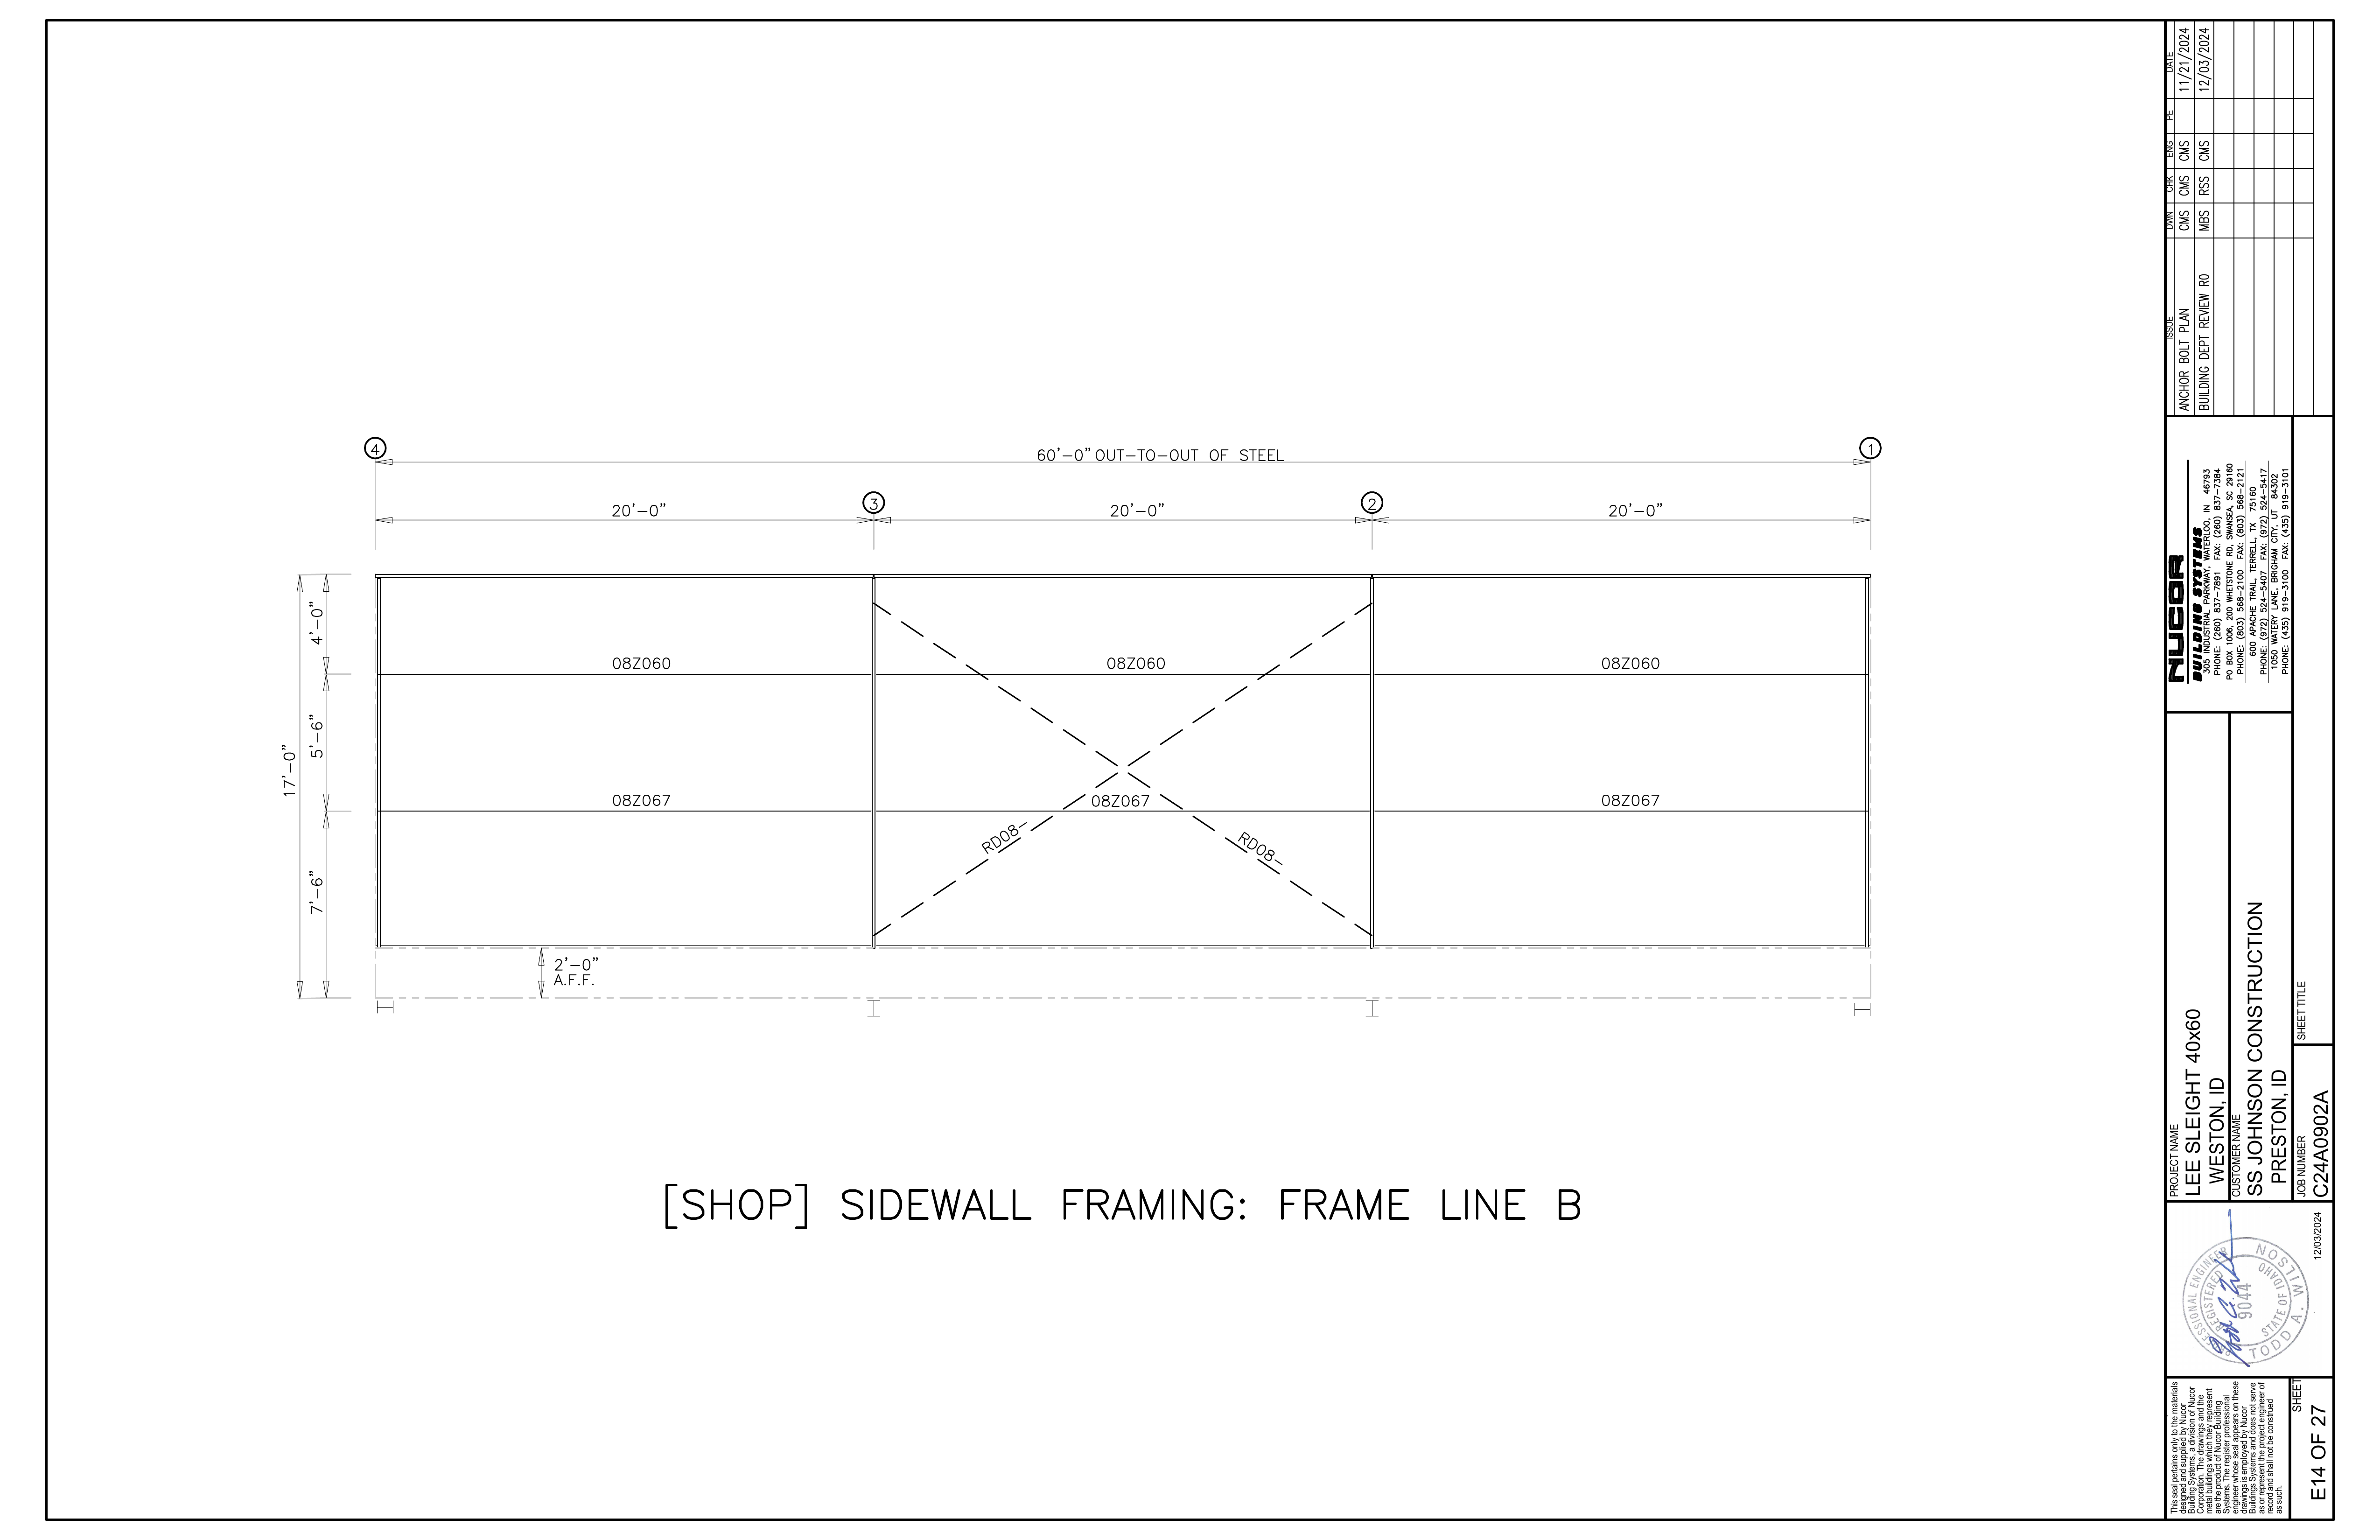 4
60'-0" OUT-TO-OUT OF STEEL
1
20'-0"
3
20'-0"
2
20'-0"
17'-0"
4'-0"
5'-6"
7'-6"
08Z060
08Z060
08Z060
08Z067
08Z067
08Z067
RD08-
RD08-
2'-0"
A.F.F.
[SHOP] SIDEWALL FRAMING: FRAME LINE B
ISSUE DWN CHK ENG PE DATE
ANCHOR BOLT PLAN CMS CMS CMS 11/21/2024
BUILDING DEPT REVIEW R0 MBS RSS CMS 12/03/2024
NUCOR
BUILDING SYSTEMS
305 INDUSTRIAL PARKWAY, WATERLOO, IN 46793
PHONE: (260) 837-7891 FAX: (260) 837-7384
PO BOX 1006, 200 WHETSTONE RD, SWANSEA, SC 29160
PHONE: (803) 568-2100 FAX: (803) 568-2121
600 APACHE TRAIL, TERRELL, TX 75160
PHONE: (972) 524-5407 FAX: (972) 524-5417
1050 WATERY LANE, BRIGHAM CITY, UT 84302
PHONE: (435) 919-3100 FAX: (435) 919-3101
PROJECT NAME
LEE SLEIGHT 40x60
WESTON, ID
CUSTOMER NAME
SS JOHNSON CONSTRUCTION
PRESTON, ID
JOB NUMBER
C24A0902A
SHEET TITLE
REGISTERED
9044
STATE OF IDAHO
TODD A. WILSON
12/03/2024
This seal pertains only to the materials
designed and supplied by Nucor
Building Systems, a division of Nucor
Corporation. The drawings and the
metal buildings which they represent
are the product of Nucor Building
Systems. The register professional
engineer whose seal appears on these
drawings is employed by Nucor
Buildings Systems and does not serve
as or represent the project engineer of
record and shall not be construed
as such.
SHEET
E14 OF 27